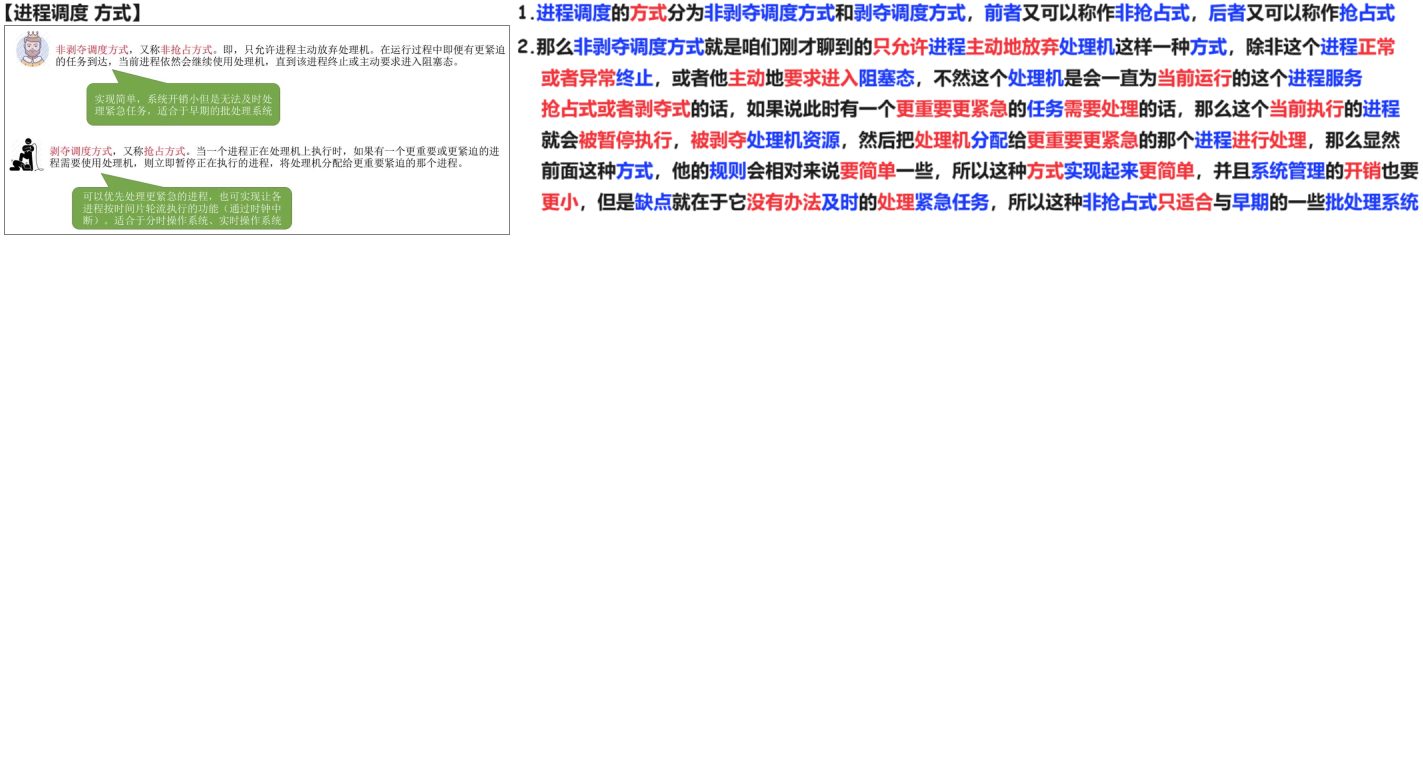 【进程调度 方式】
非剥夺调度方式，又称非抢占方式。即，只允许进程主动放弃处理机。在运行过程中即便有更紧迫
的任务到达，当前进程依然会继续使用处理机，直到该进程终止或主动要求进入阻塞态。
实现简单，系统开销小但是无法及时处
理紧急任务，适合于早期的批处理系统
剥夺调度方式，又称抢占方式。当一个进程正在处理机上执行时，如果有一个更重要或更紧迫的进
程需要使用处理机，则立即暂停正在执行的进程，将处理机分配给更重要紧迫的那个进程。
可以优先处理更紧急的进程，也可实现让各
进程按时间片轮流执行的功能（通过时钟中
断）。适合于分时操作系统、实时操作系统
1.进程调度的方式分为非剥夺调度方式和剥夺调度方式，前者又可以称作非抢占式，后者又可以称作抢占式
2.那么非剥夺调度方式就是咱们刚才聊到的只允许进程主动地放弃处理机这样一种方式，除非这个进程正常
或者异常终止，或者他主动地要求进入阻塞态，不然这个处理机是会一直为当前运行的这个进程服务
抢占式或者剥夺式的话，如果说此时有一个更重要更紧急的任务需要处理的话，那么这个当前执行的进程
就会被暂停执行，被剥夺处理机资源，然后把处理机分配给更重要更紧急的那个进程进行处理，那么显然
前面这种方式，他的规则会相对来说要简单一些，所以这种方式实现起来更简单，并且系统管理的开销也要
更小，但是缺点就在于它没有办法及时的处理紧急任务，所以这种非抢占式只适合与早期的一些批处理系统